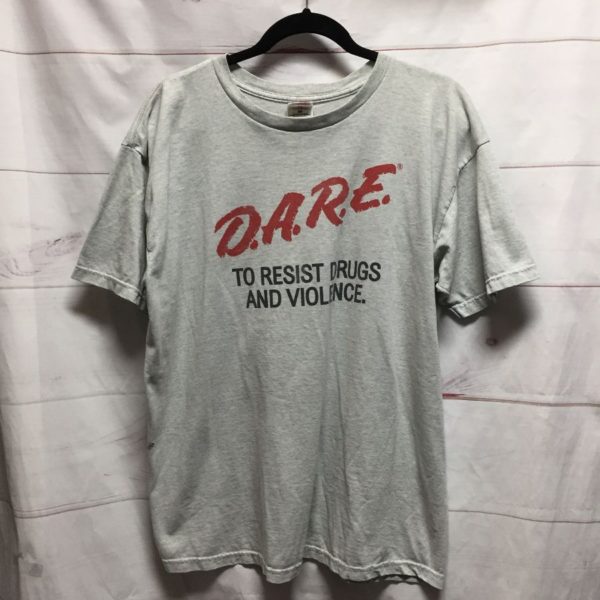 D.A.R.E.®
TO RESIST DRUGS
AND VIOLENCE.